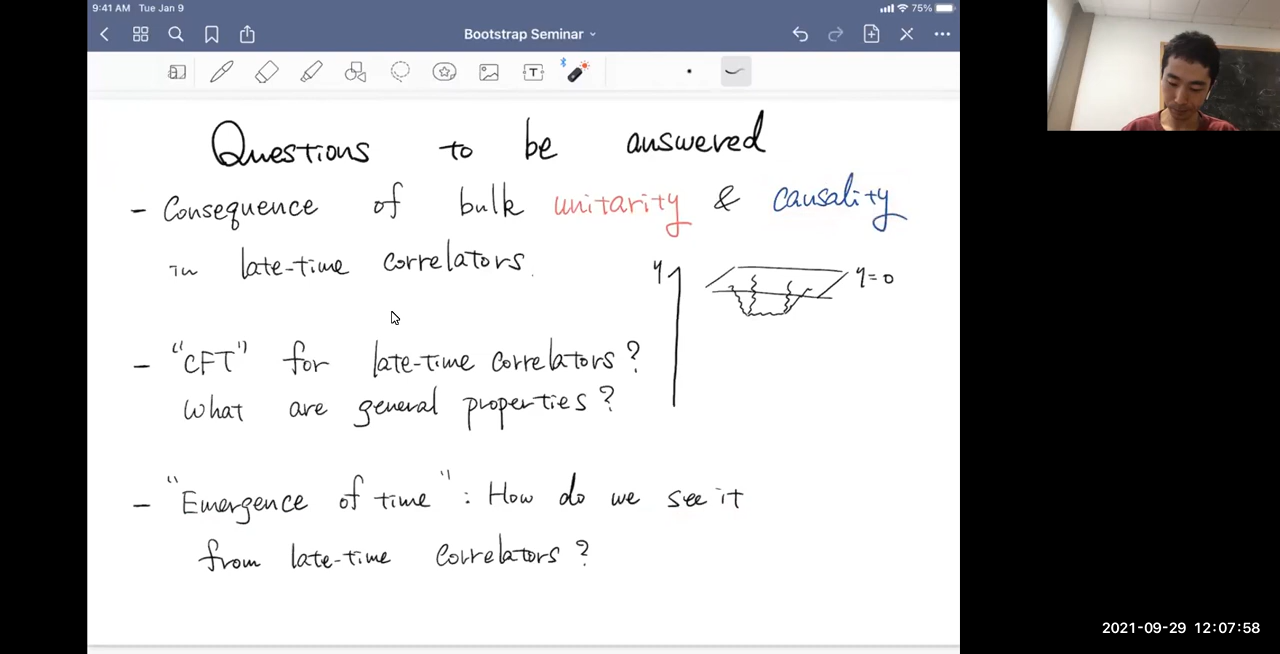 9:41 AM Tue Jan 9
75%
Bootstrap Seminar
T
Questions to be answered
- Consequence of bulk unitarity & causality
in late-time correlators.
η
η=0
- "CFT" for late-time correlators?
What are general properties?
- "Emergence of time": How do we see it
from late-time correlators?
2021-09-29 12:07:58